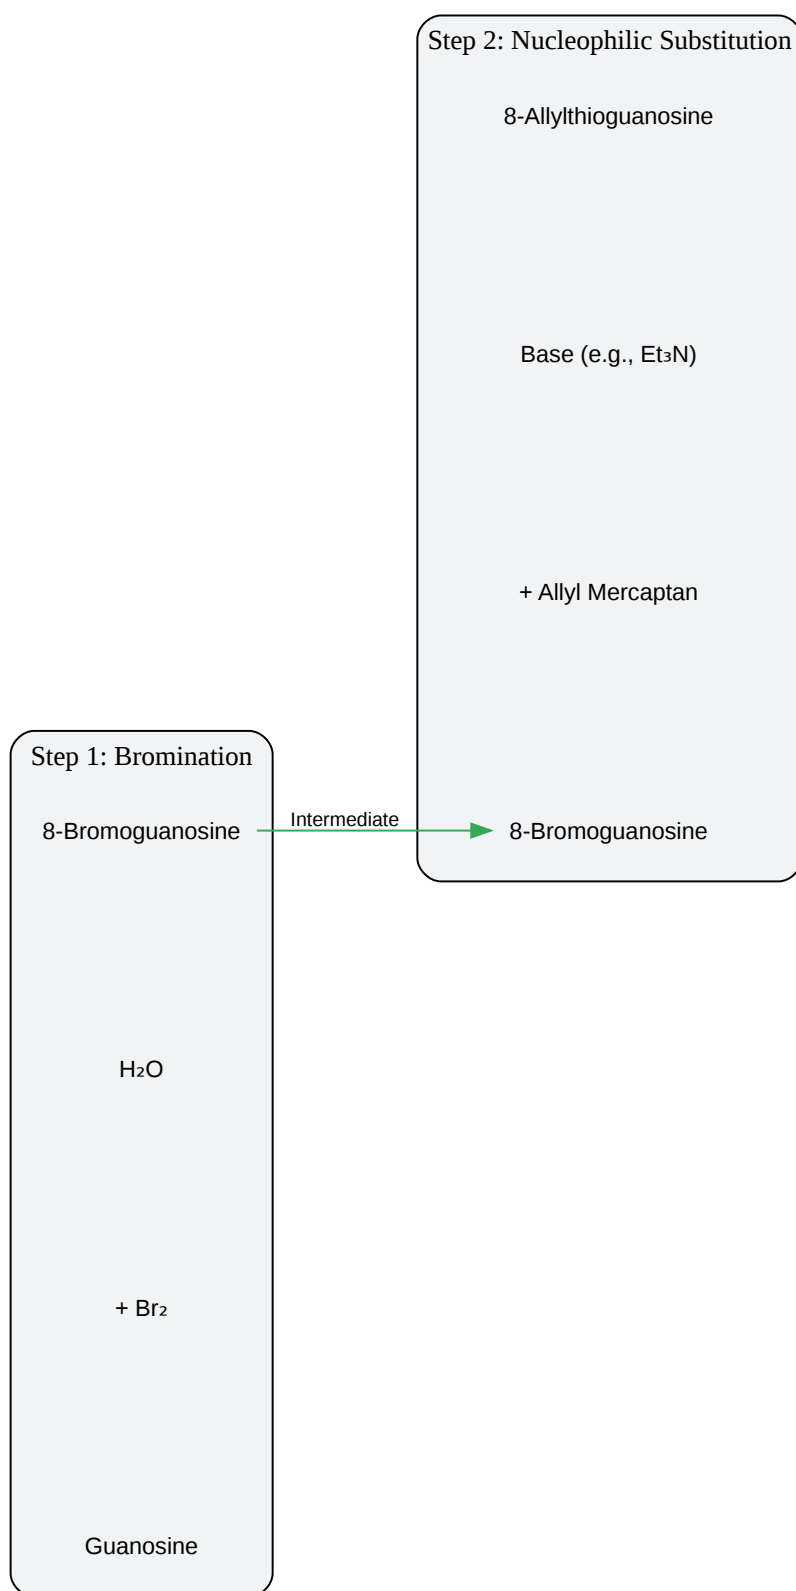 Step 2: Nucleophilic Substitution
8-Allylthioguanosine
Base (e.g., Et₃N)
+ Allyl Mercaptan
Step 1: Bromination
8-Bromoguanosine
Intermediate
8-Bromoguanosine
H₂O
+ Br₂
Guanosine